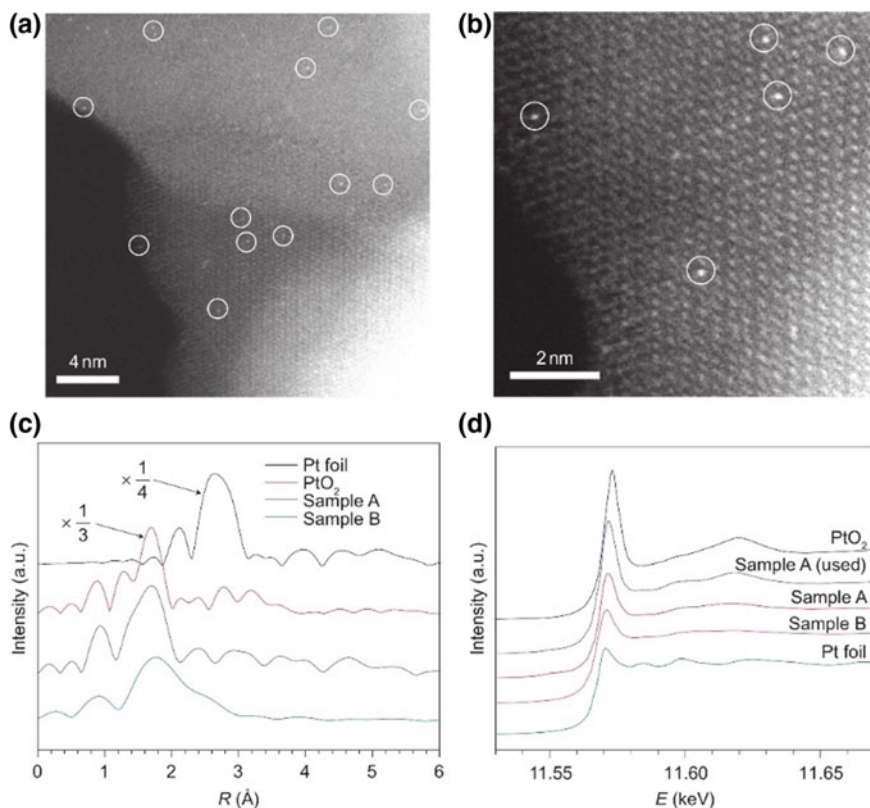 (a)
4 nm
(b)
2 nm
(c)
× 1/4
× 1/3
Pt foil
PtO₂
Sample A
Sample B
Intensity (a.u.)
0 1 2 3 4 5 6
R (Å)
(d)
PtO₂
Sample A (used)
Sample A
Sample B
Pt foil
Intensity (a.u.)
11.55 11.60 11.65
E (keV)